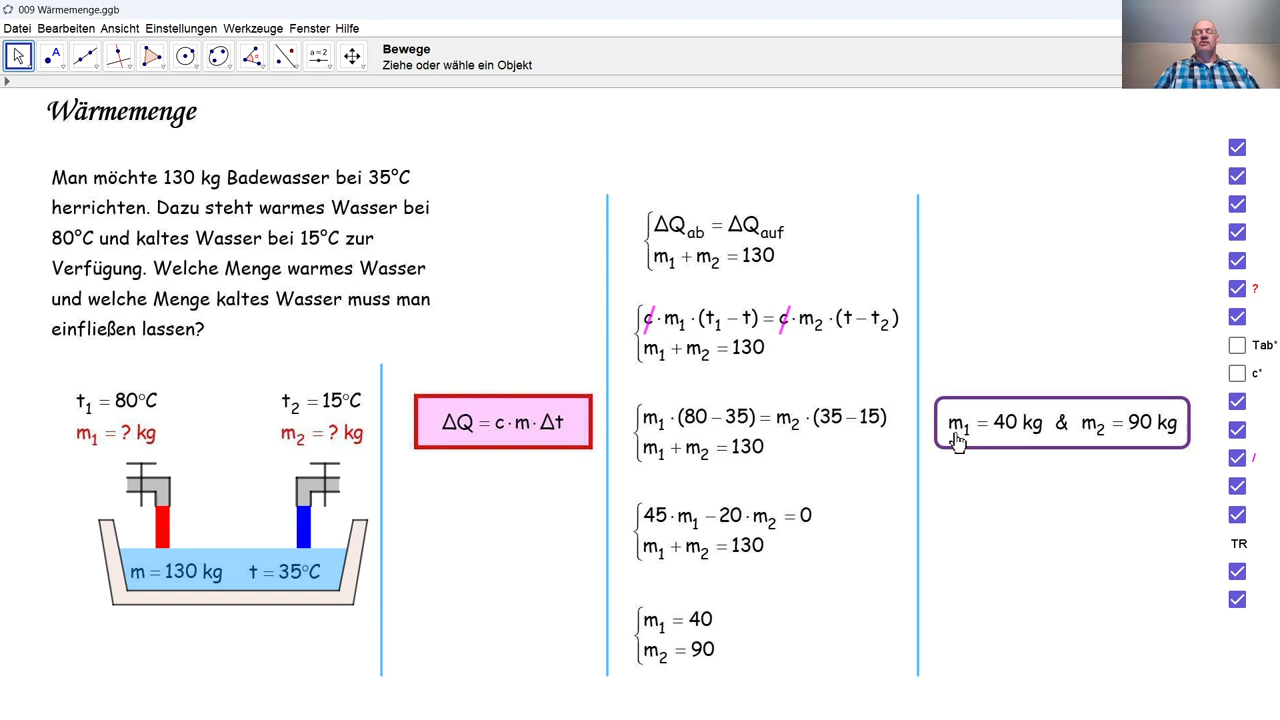 009 Wärmemenge.ggb
Datei Bearbeiten Ansicht Einstellungen Werkzeuge Fenster Hilfe
A
a=2
Bewege
Ziehe oder wähle ein Objekt
Wärmemenge
Man möchte 130 kg Badewasser bei 35°C
herrichten. Dazu steht warmes Wasser bei
80°C und kaltes Wasser bei 15°C zur
Verfügung. Welche Menge warmes Wasser
und welche Menge kaltes Wasser muss man
einfließen lassen?
t₁ = 80°C t₂ = 15°C
m₁ = ? kg m₂ = ? kg
m = 130 kg t = 35°C
ΔQ = c·m·Δt
ΔQab = ΔQauf
m₁ + m₂ = 130
c·m₁·(t₁ − t) = c·m₂·(t − t₂)
m₁ + m₂ = 130
m₁·(80 − 35) = m₂·(35 − 15)
m₁ + m₂ = 130
45·m₁ − 20·m₂ = 0
m₁ + m₂ = 130
m₁ = 40
m₂ = 90
m₁ = 40 kg & m₂ = 90 kg
?
Tab*
c*
/
TR